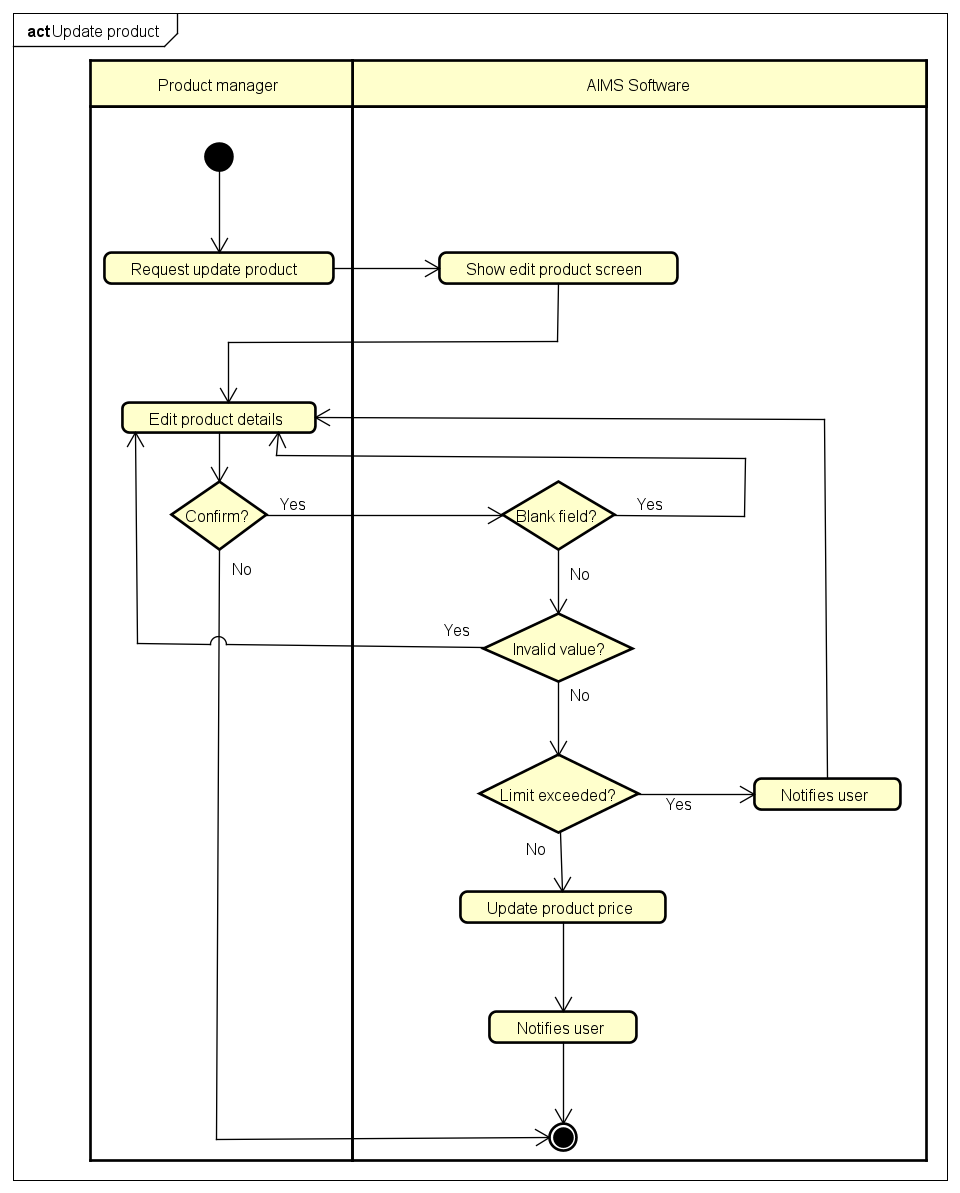 act Update product
Product manager
AIMS Software
Request update product
Show edit product screen
Edit product details
Confirm?
Yes
Blank field?
Yes
No
No
Yes
Invalid value?
No
Limit exceeded?
Yes
Notifies user
No
Update product price
Notifies user